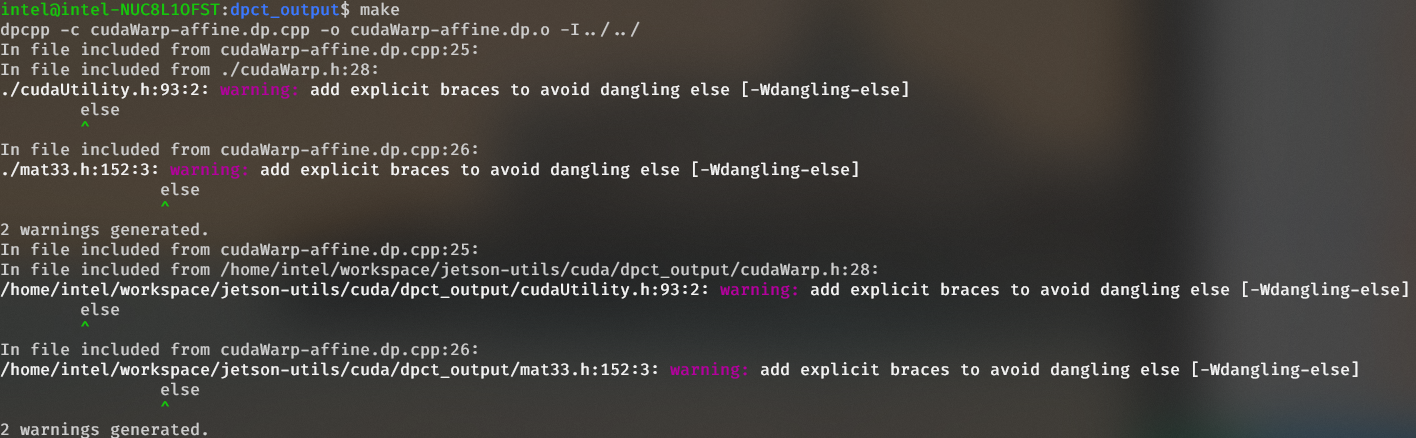 intel@intel-NUC8L1OFST:dpct_output$ make
dpcpp -c cudaWarp-affine.dp.cpp -o cudaWarp-affine.dp.o -I../../
In file included from cudaWarp-affine.dp.cpp:25:
In file included from ./cudaWarp.h:28:
./cudaUtility.h:93:2: warning: add explicit braces to avoid dangling else [-Wdangling-else]
        else
        ^
In file included from cudaWarp-affine.dp.cpp:26:
./mat33.h:152:3: warning: add explicit braces to avoid dangling else [-Wdangling-else]
                else
                ^
2 warnings generated.
In file included from cudaWarp-affine.dp.cpp:25:
In file included from /home/intel/workspace/jetson-utils/cuda/dpct_output/cudaWarp.h:28:
/home/intel/workspace/jetson-utils/cuda/dpct_output/cudaUtility.h:93:2: warning: add explicit braces to avoid dangling else [-Wdangling-else]
        else
        ^
In file included from cudaWarp-affine.dp.cpp:26:
/home/intel/workspace/jetson-utils/cuda/dpct_output/mat33.h:152:3: warning: add explicit braces to avoid dangling else [-Wdangling-else]
                else
                ^
2 warnings generated.